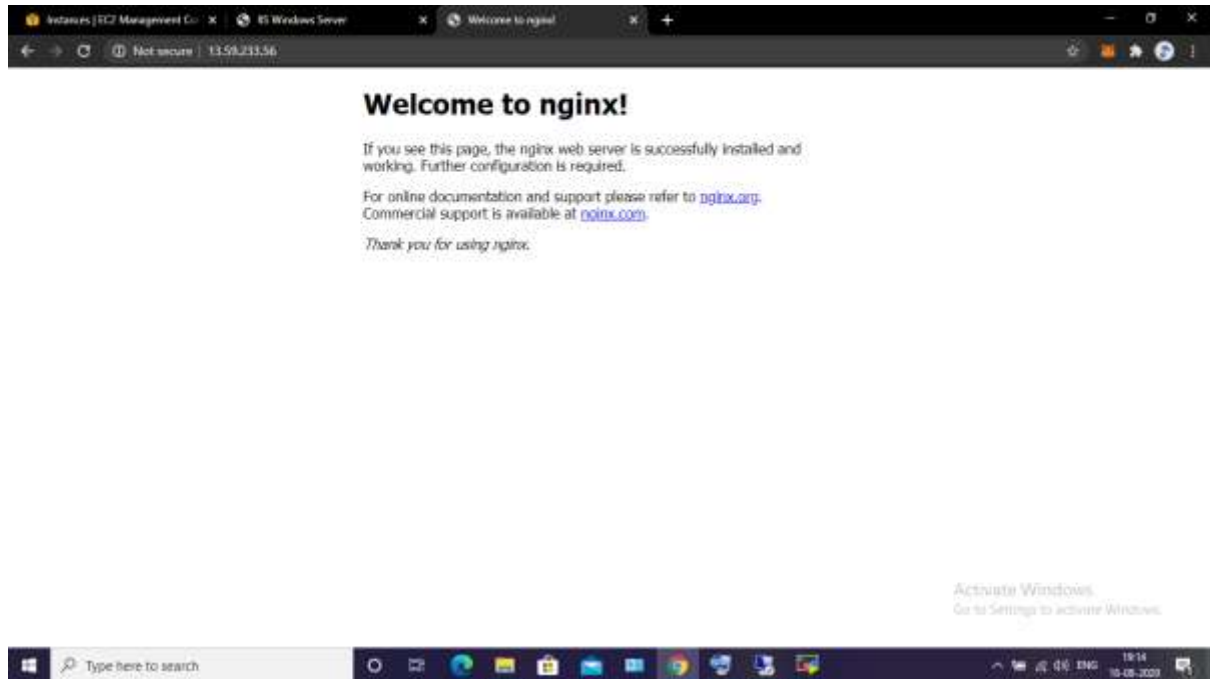 Instances | EC2 Management Co
IIS Windows Server
Welcome to nginx!
Not secure | 13.59.233.56
Welcome to nginx!
If you see this page, the nginx web server is successfully installed and
working. Further configuration is required.
For online documentation and support please refer to nginx.org.
Commercial support is available at nginx.com.
Thank you for using nginx.
Activate Windows
Go to Settings to activate Windows.
Type here to search
ENG
19:14